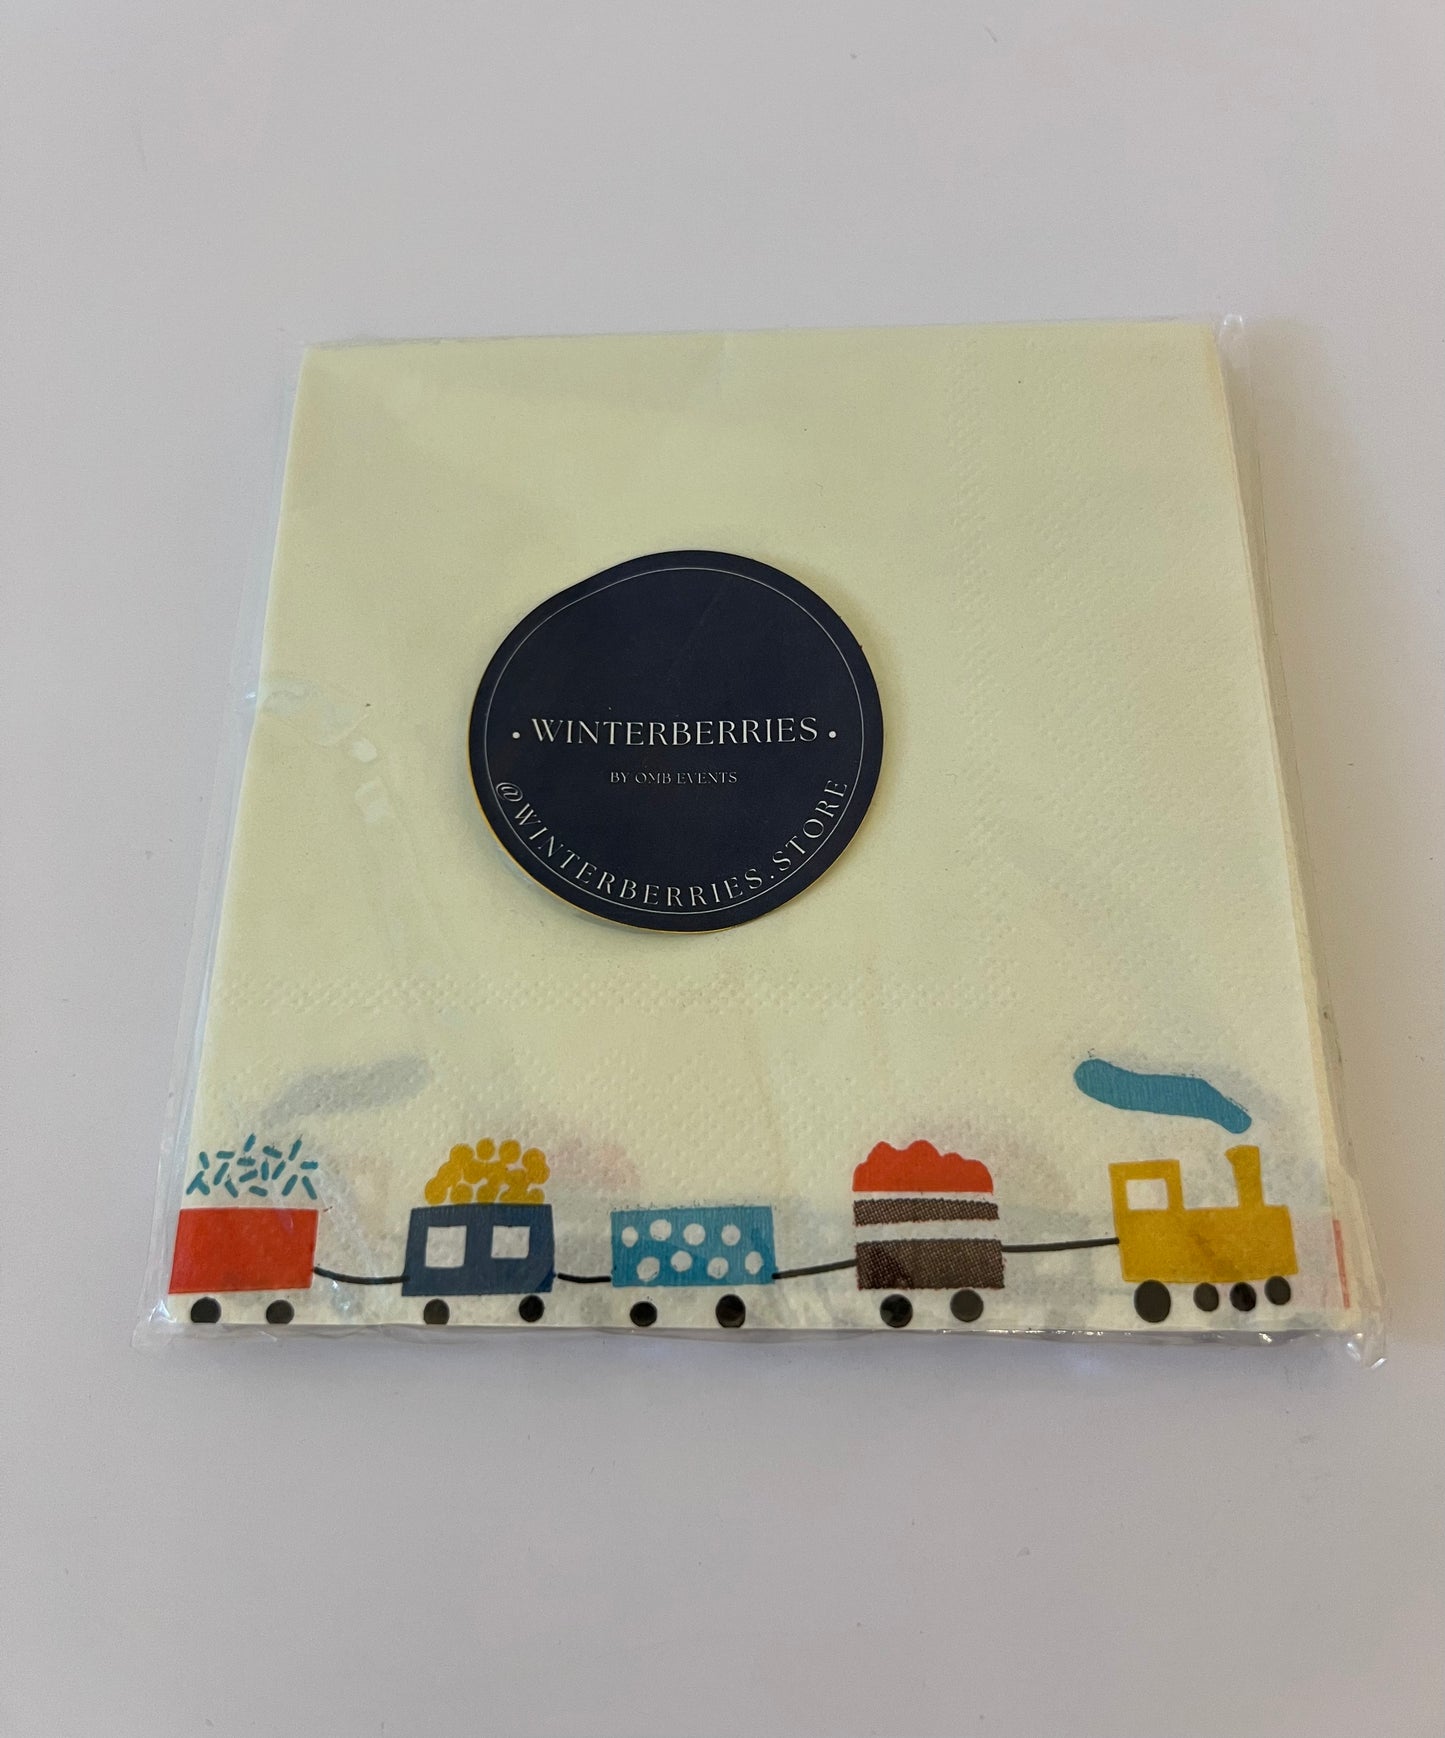 • WINTERBERRIES •
BY OMB EVENTS
@WINTERBERRIES.STORE